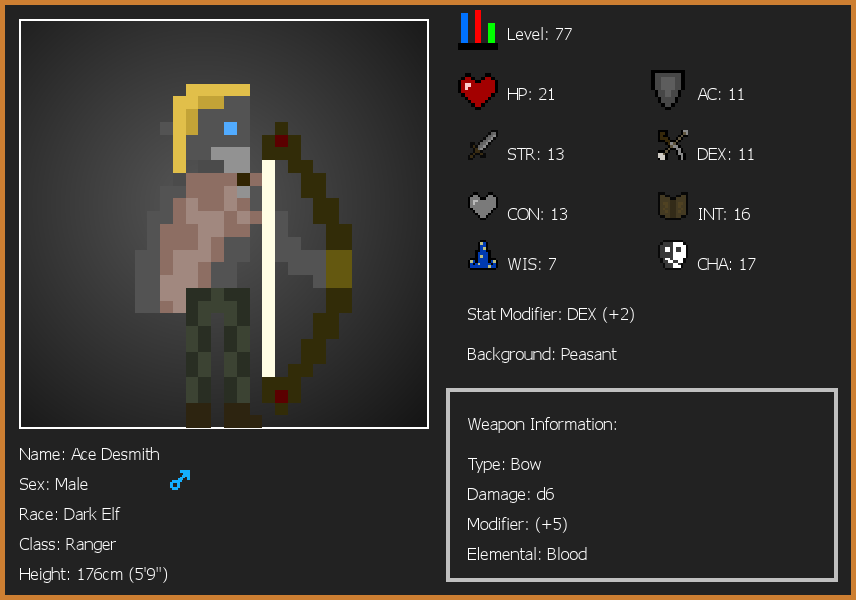 Level: 77
HP: 21
AC: 11
STR: 13
DEX: 11
CON: 13
INT: 16
WIS: 7
CHA: 17
Stat Modifier: DEX (+2)
Background: Peasant
Weapon Information:
Type: Bow
Damage: d6
Modifier: (+5)
Elemental: Blood
Name: Ace Desmith
Sex: Male
Race: Dark Elf
Class: Ranger
Height: 176cm (5'9")